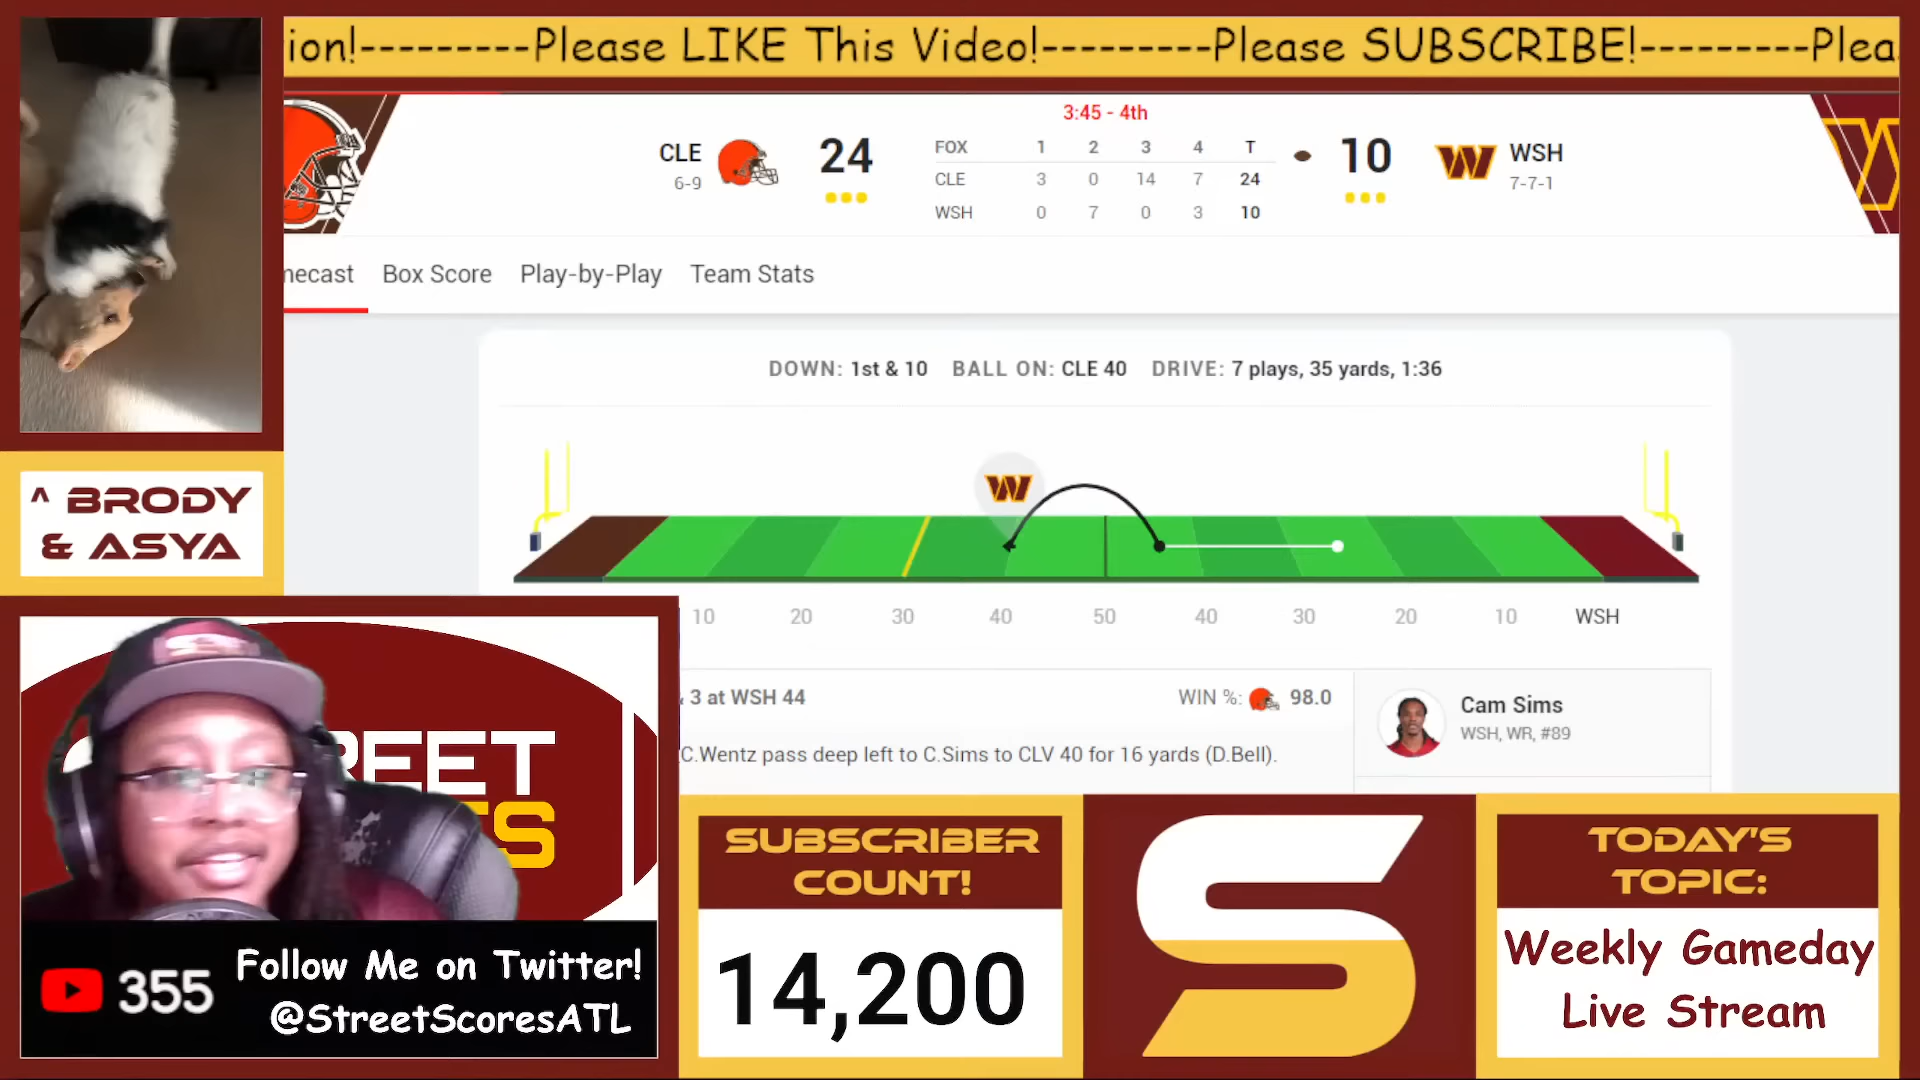 ion!---------Please LIKE This Video!---------Please SUBSCRIBE!---------Plea
3:45 - 4th
CLE 24 FOX 1 2 3 4 T 10 WSH
6-9 CLE 3 0 14 7 24 7-7-1
WSH 0 7 0 3 10
mecast Box Score Play-by-Play Team Stats
DOWN: 1st & 10 BALL ON: CLE 40 DRIVE: 7 plays, 35 yards, 1:36
W
10 20 30 40 50 40 30 20 10 WSH
^ BRODY
& ASYA
& 3 at WSH 44 WIN %: 98.0
C.Wentz pass deep left to C.Sims to CLV 40 for 16 yards (D.Bell).
Cam Sims
WSH, WR, #89
REET
ES
355 Follow Me on Twitter!
@StreetScoresATL
SUBSCRIBER
COUNT!
14,200
S
TODAY'S
TOPIC:
Weekly Gameday
Live Stream